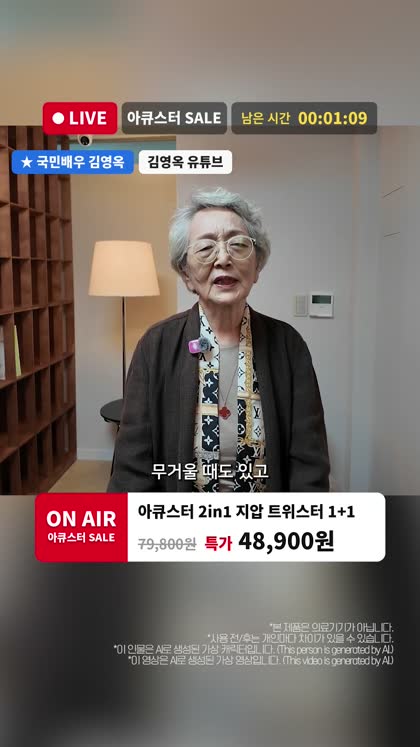 LIVE
아큐스터 SALE
남은 시간 00:01:09
★ 국민배우 김영옥
김영옥 유튜브
무거울 때도 있고
ON AIR
아큐스터 SALE
아큐스터 2in1 지압 트위스터 1+1
79,800원 특가 48,900원
*본 제품은 의료기기가 아닙니다.
*사용 전/후는 개인마다 차이가 있을 수 있습니다.
*이 인물은 AI로 생성된 가상 캐릭터입니다. (This person is generated by AI.)
*이 영상은 AI로 생성된 가상 영상입니다. (This video is generated by AI.)